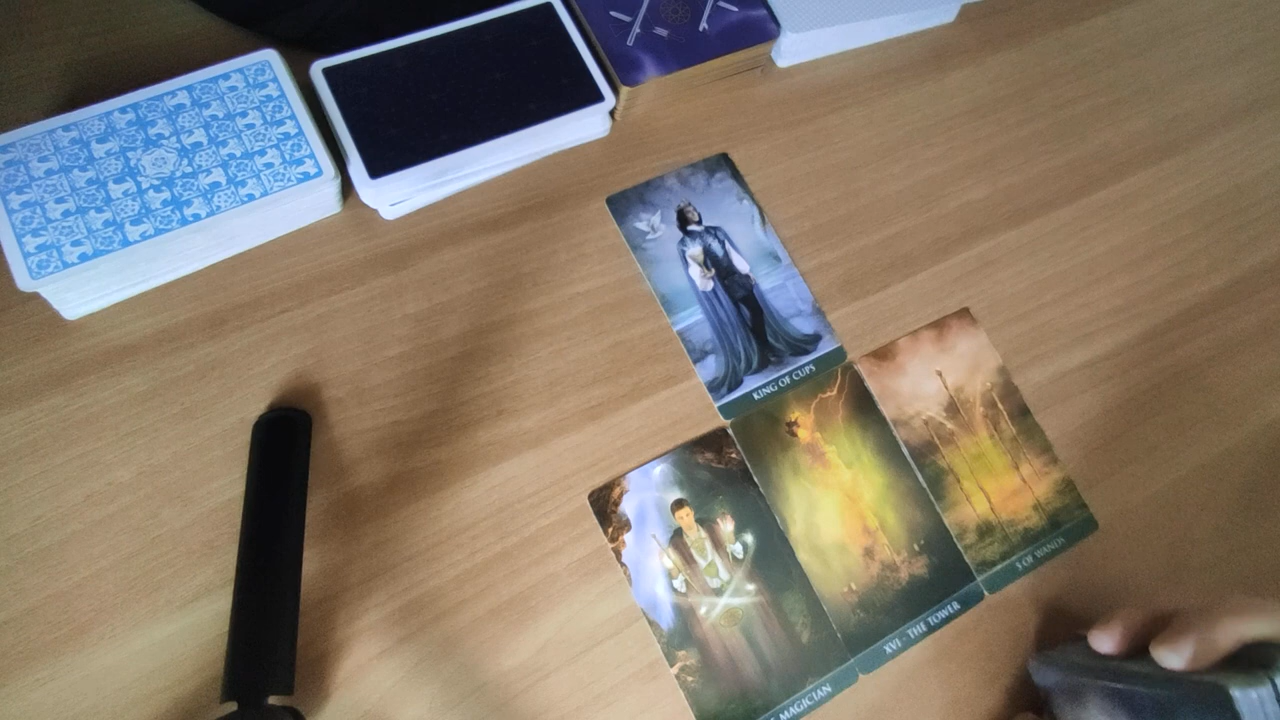 KING OF CUPS
5 OF WANDS
XVI - THE TOWER
MAGICIAN